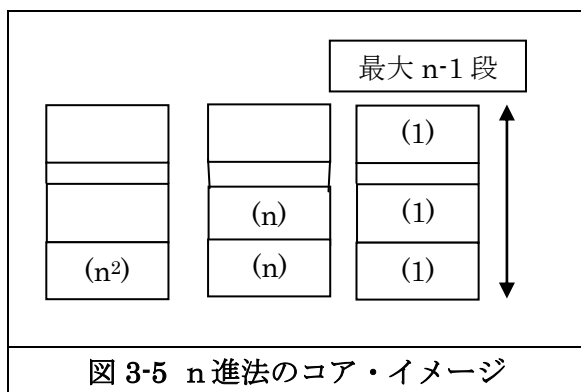 最大 n-1 段
(1)
(n)
(1)
(n²)
(n)
(1)
図 3-5 n進法のコア・イメージ